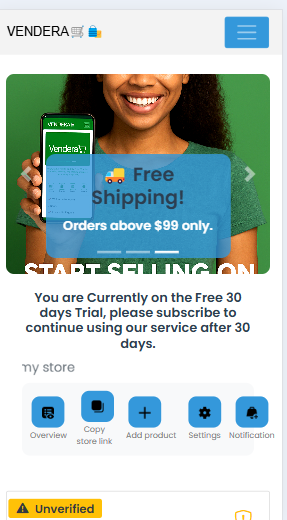 VENDERA🛒🛍️
VENDERA
Vendera
🚚 Free
Shipping!
Orders above $99 only.
START SELLING ON
You are Currently on the Free 30
days Trial, please subscribe to
continue using our service after 30
days.
my store
Overview
Copy
store link
Add product
Settings
Notification
Unverified